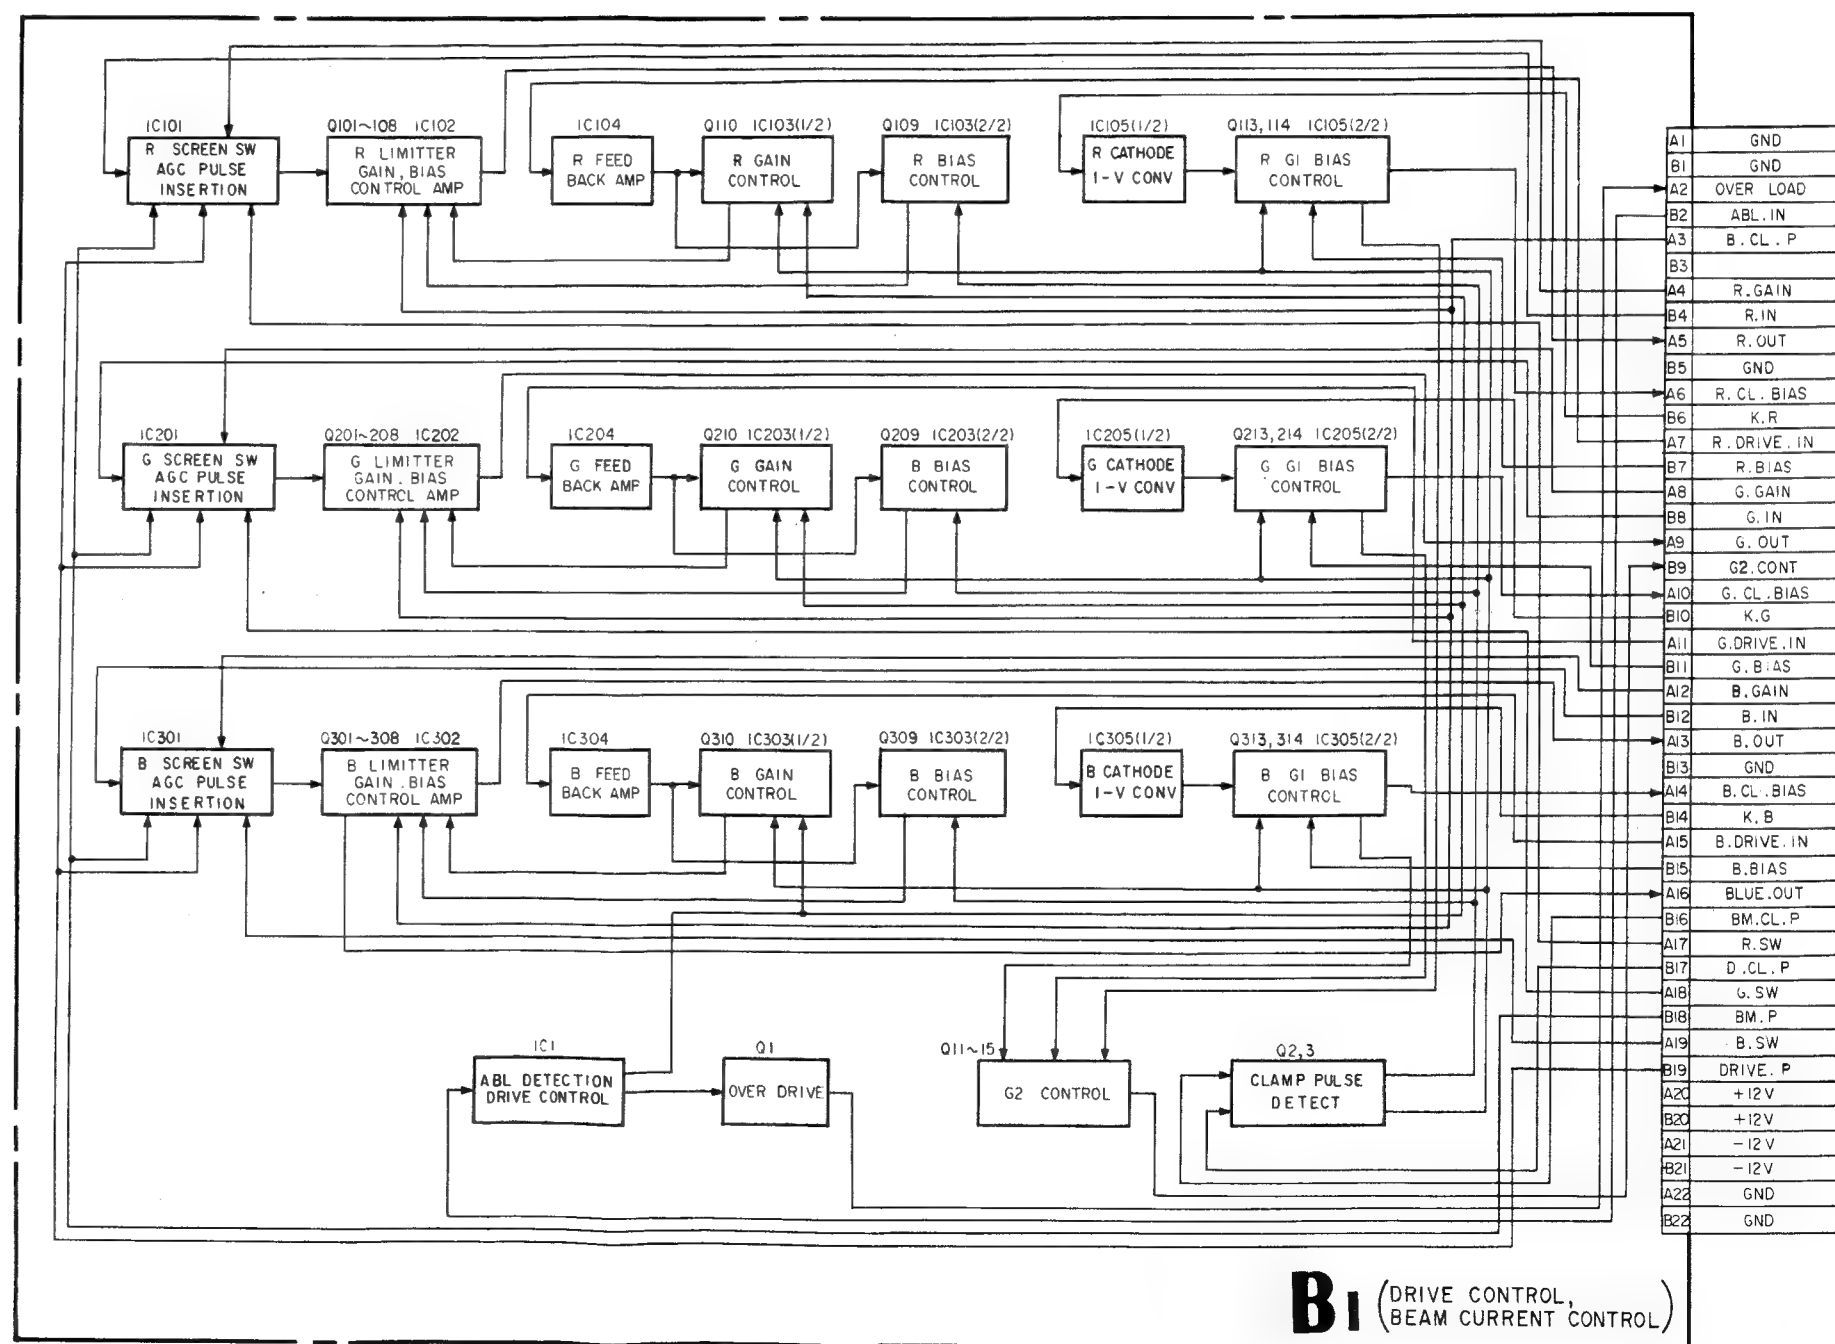 IC101
R SCREEN SW
AGC PULSE
INSERTION
Q101~108 IC102
R LIMITTER
GAIN, BIAS
CONTROL AMP
IC104
R FEED
BACK AMP
Q110 IC103(1/2)
R GAIN
CONTROL
Q109 IC103(2/2)
R BIAS
CONTROL
IC105(1/2)
R CATHODE
I-V CONV
Q113,114 IC105(2/2)
R G1 BIAS
CONTROL
IC201
G SCREEN SW
AGC PULSE
INSERTION
Q201~208 IC202
G LIMITTER
GAIN. BIAS
CONTROL AMP
IC204
G FEED
BACK AMP
Q210 IC203(1/2)
G GAIN
CONTROL
Q209 IC203(2/2)
B BIAS
CONTROL
IC205(1/2)
G CATHODE
I-V CONV
Q213,214 IC205(2/2)
G G1 BIAS
CONTROL
IC301
B SCREEN SW
AGC PULSE
INSERTION
Q301~308 IC302
B LIMITTER
GAIN. BIAS
CONTROL AMP
IC304
B FEED
BACK AMP
Q310 IC303(1/2)
B GAIN
CONTROL
Q309 IC303(2/2)
B BIAS
CONTROL
IC305(1/2)
B CATHODE
I-V CONV
Q313,314 IC305(2/2)
B G1 BIAS
CONTROL
IC1
ABL DETECTION
DRIVE CONTROL
Q1
OVER DRIVE
Q11~15
G2 CONTROL
Q2,3
CLAMP PULSE
DETECT
A1 GND
B1 GND
A2 OVER LOAD
B2 ABL.IN
A3 B.CL.P
B3
A4 R.GAIN
B4 R.IN
A5 R.OUT
B5 GND
A6 R.CL.BIAS
B6 K.R
A7 R.DRIVE.IN
B7 R.BIAS
A8 G.GAIN
B8 G.IN
A9 G.OUT
B9 G2.CONT
A10 G.CL.BIAS
B10 K.G
A11 G.DRIVE.IN
B11 G.BIAS
A12 B.GAIN
B12 B.IN
A13 B.OUT
B13 GND
A14 B.CL.BIAS
B14 K.B
A15 B.DRIVE.IN
B15 B.BIAS
A16 BLUE.OUT
B16 BM.CL.P
A17 R.SW
B17 D.CL.P
A18 G.SW
B18 BM.P
A19 B.SW
B19 DRIVE.P
A20 +12V
B20 +12V
A21 -12V
B21 -12V
A22 GND
B22 GND
B1 (DRIVE CONTROL,
BEAM CURRENT CONTROL)